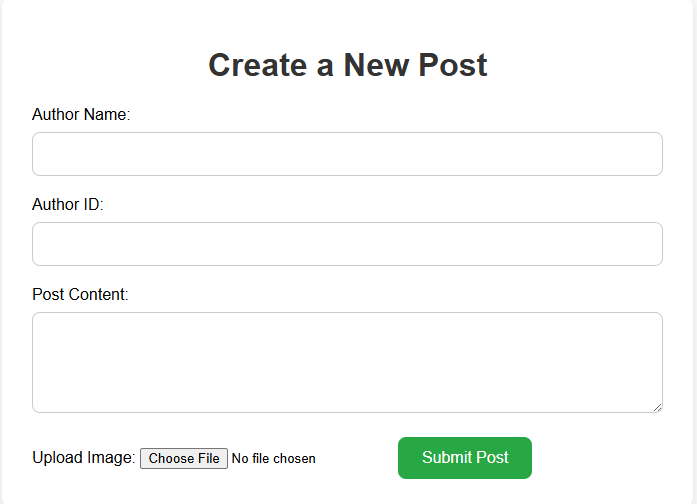 Create a New Post
Author Name:
Author ID:
Post Content:
Upload Image: Choose File No file chosen Submit Post